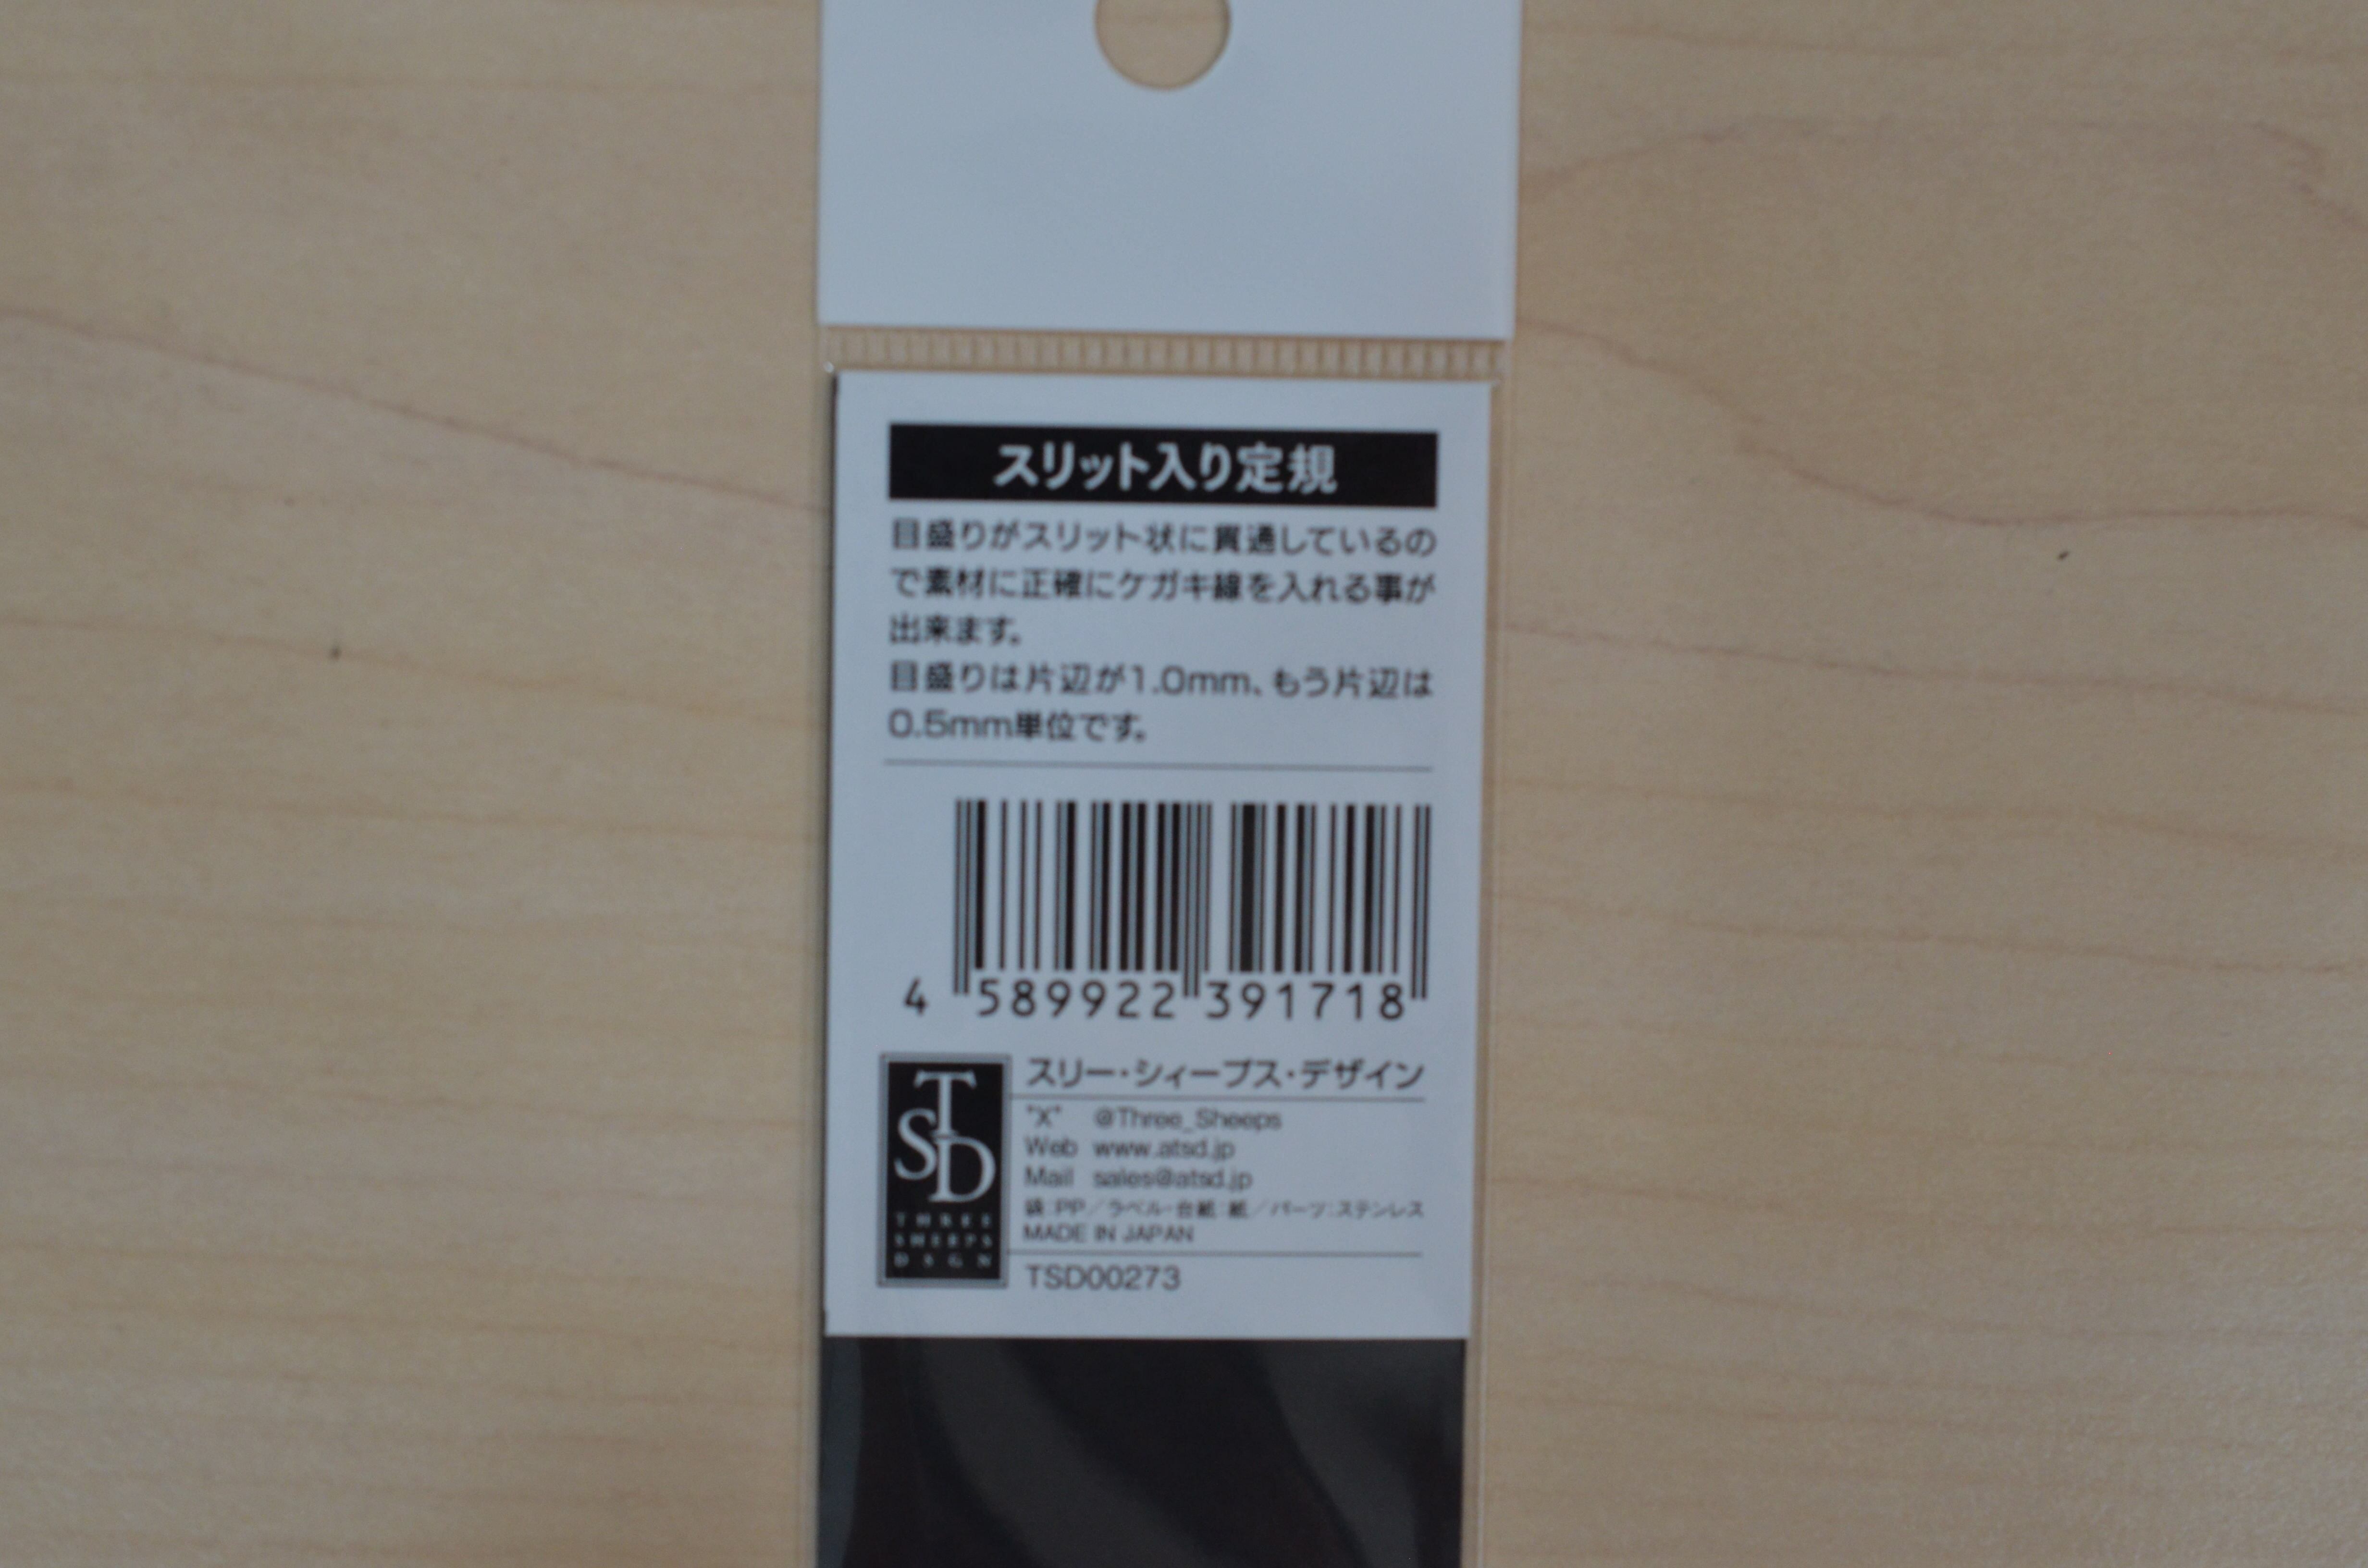 スリット入り定規
目盛りがスリット状に貫通しているの
で素材に正確にケガキ線を入れる事が
出来ます。
目盛りは片辺が1.0mm、もう片辺は
0.5mm単位です。
4 589922 391718
TSD
THREE
SHEEPS
DSGN
スリー・シィープス・デザイン
"X" @Three_Sheeps
Web www.atsd.jp
Mail sales@atsd.jp
袋：PP／ラベル・台紙：紙／パーツ：ステンレス
MADE IN JAPAN
TSD00273